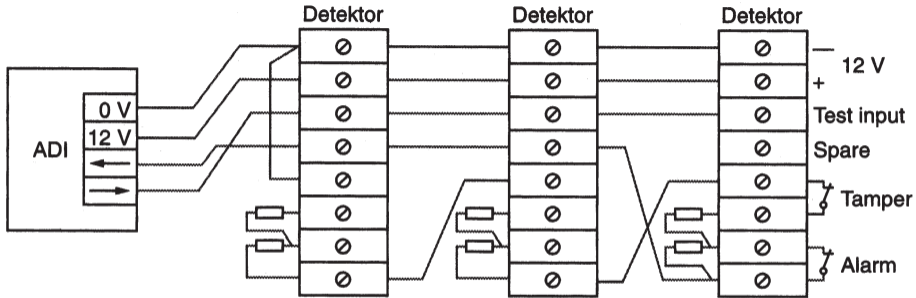 Detektor Detektor Detektor
— 12 V
+
0 V
12 V
ADI
Test input
Spare
Tamper
Alarm